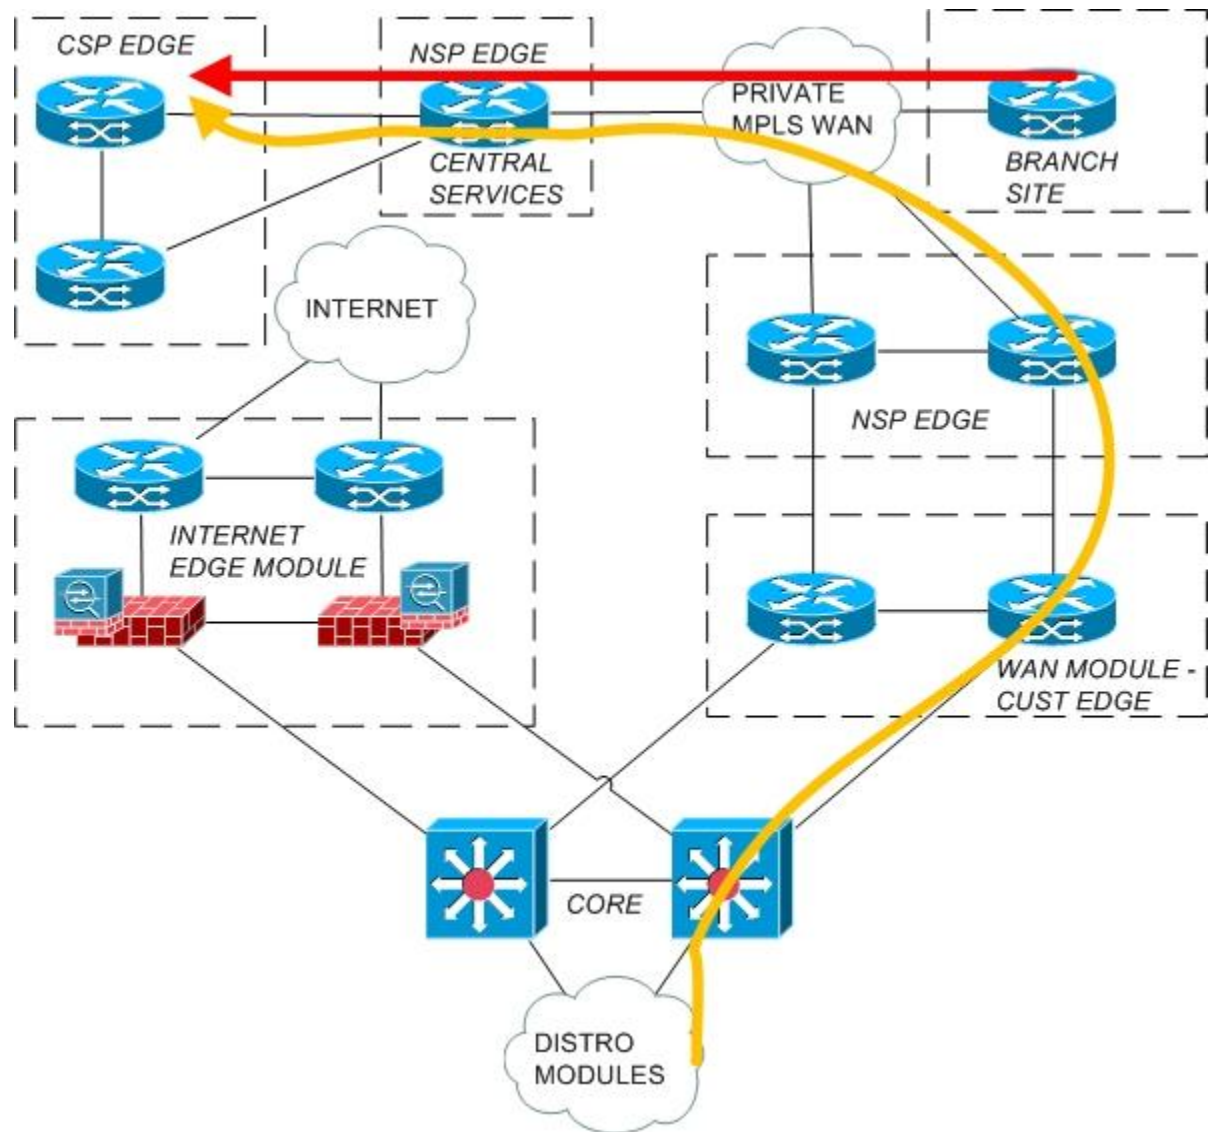 CSP EDGE
NSP EDGE
CENTRAL
SERVICES
PRIVATE
MPLS WAN
BRANCH
SITE
INTERNET
NSP EDGE
INTERNET
EDGE MODULE
WAN MODULE -
CUST EDGE
CORE
DISTRO
MODULES